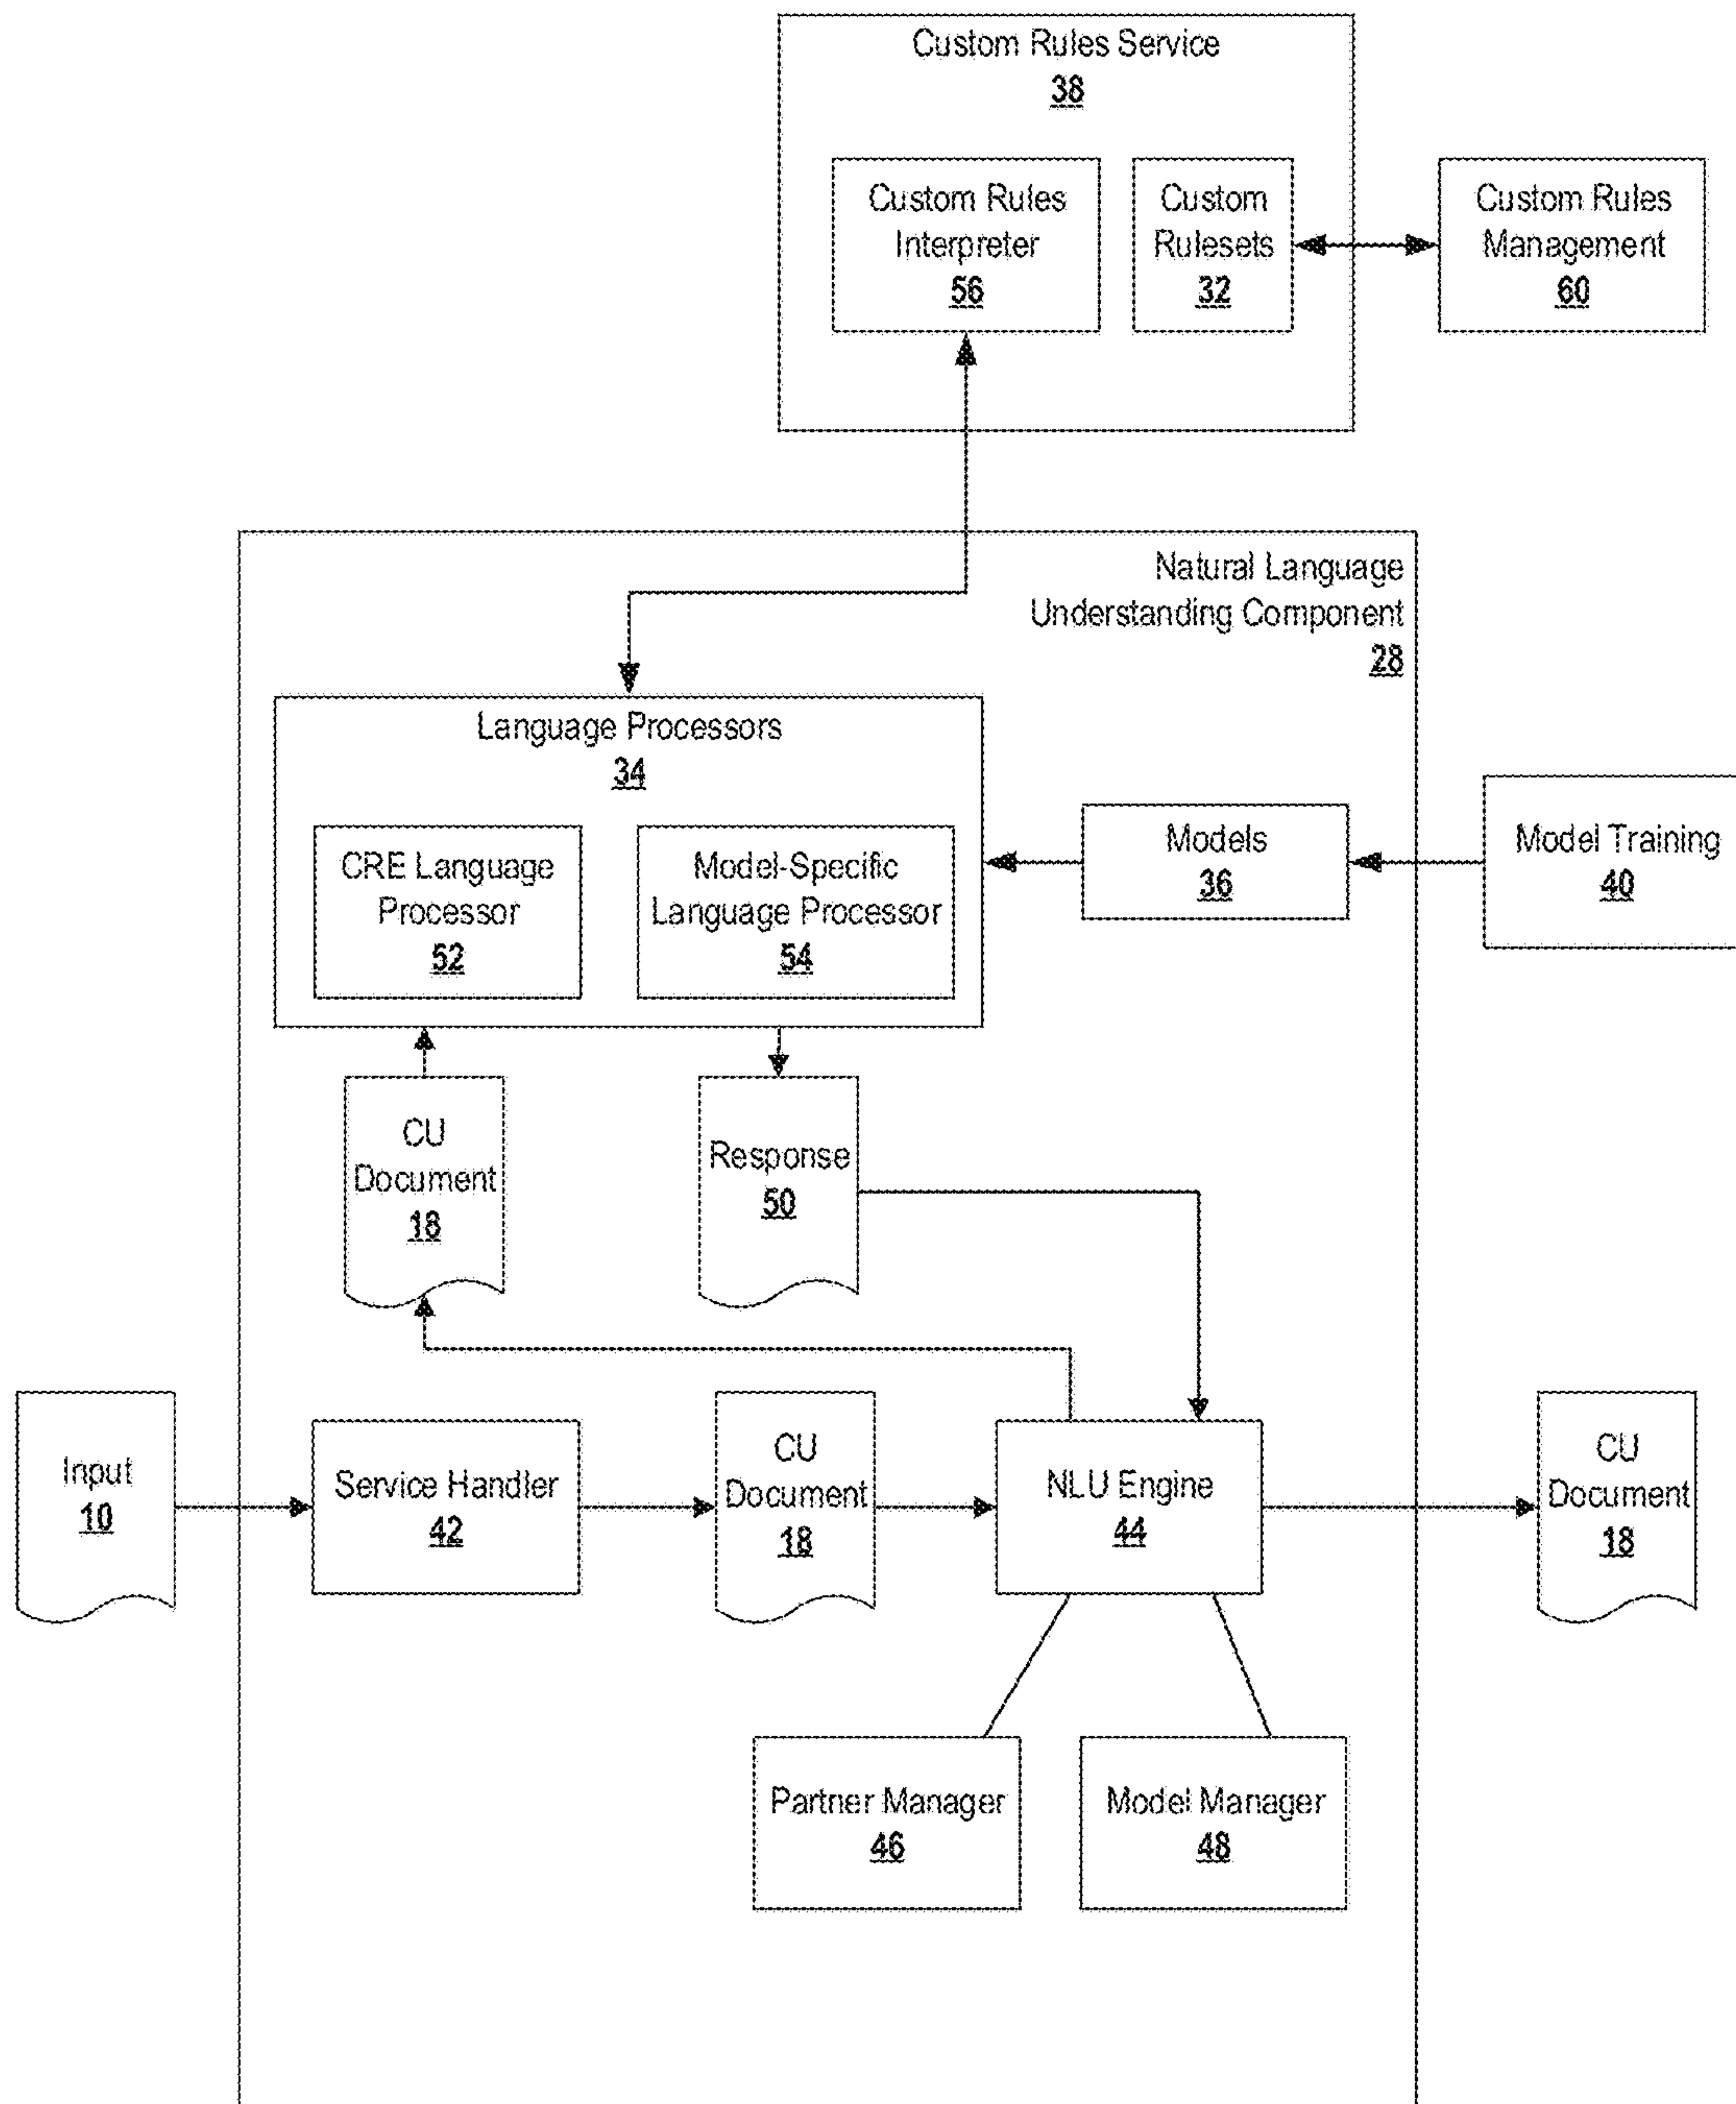 Custom Rules Service
38
Custom Rules
Interpreter
56
Custom
Rulesets
32
Custom Rules
Management
60
Natural Language
Understanding Component
28
Language Processors
34
CRE Language
Processor
52
Model-Specific
Language Processor
54
Models
36
Model Training
40
CU
Document
18
Response
50
Input
10
Service Handler
42
CU
Document
18
NLU Engine
44
CU
Document
18
Partner Manager
46
Model Manager
48